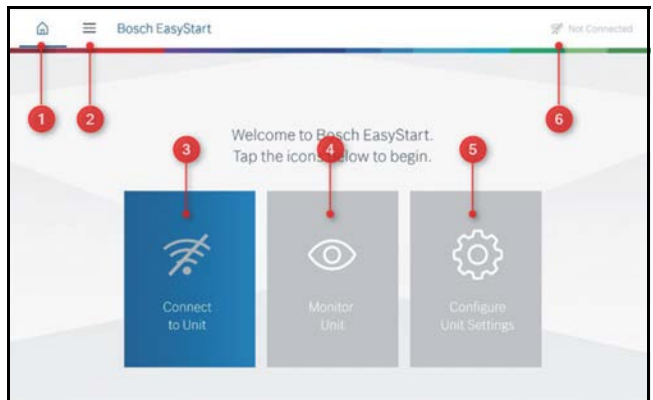 Bosch EasyStart
Not Connected
1
2
6
Welcome to Bosch EasyStart.
Tap the icons below to begin.
3
4
5
Connect
to Unit
Monitor
Unit
Configure
Unit Settings